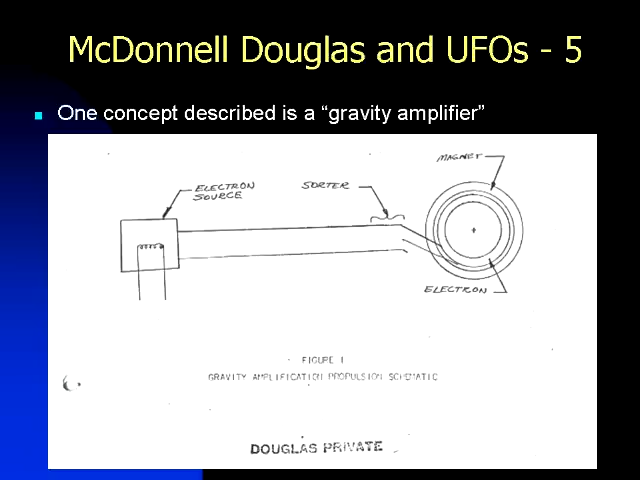 McDonnell Douglas and UFOs - 5
One concept described is a “gravity amplifier”
MAGNET
ELECTRON
SOURCE
SORTER
ELECTRON
FIGURE 1
GRAVITY AMPLIFICATION PROPULSION SCHEMATIC
DOUGLAS PRIVATE